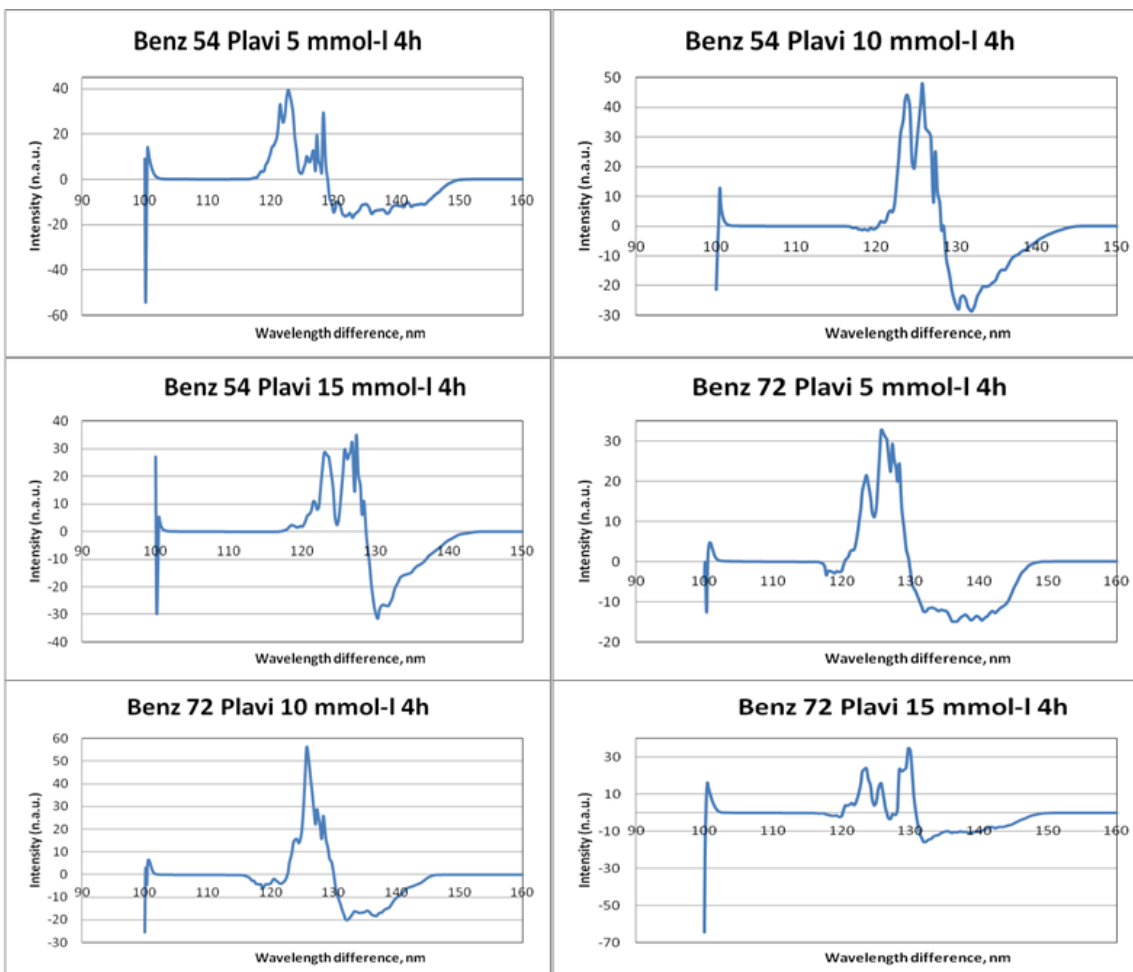 Benz 54 Plavi 5 mmol-l 4h
Intensity (n.a.u.)
40
20
0
-20
-40
-60
90 100 110 120 130 140 150 160
Wavelength difference, nm
Benz 54 Plavi 10 mmol-l 4h
Intensity (n.a.u.)
50
40
30
20
10
0
-10
-20
-30
90 100 110 120 130 140 150
Wavelength difference, nm
Benz 54 Plavi 15 mmol-l 4h
Intensity (n.a.u.)
40
30
20
10
0
-10
-20
-30
-40
90 100 110 120 130 140 150
Wavelength difference, nm
Benz 72 Plavi 5 mmol-l 4h
Intensity (n.a.u.)
30
20
10
0
-10
-20
90 100 110 120 130 140 150 160
Wavelength difference, nm
Benz 72 Plavi 10 mmol-l 4h
Intensity (n.a.u.)
60
50
40
30
20
10
0
-10
-20
-30
90 100 110 120 130 140 150 160
Wavelength difference, nm
Benz 72 Plavi 15 mmol-l 4h
Intensity (n.a.u.)
30
10
-10
-30
-50
-70
90 100 110 120 130 140 150 160
Wavelength difference, nm